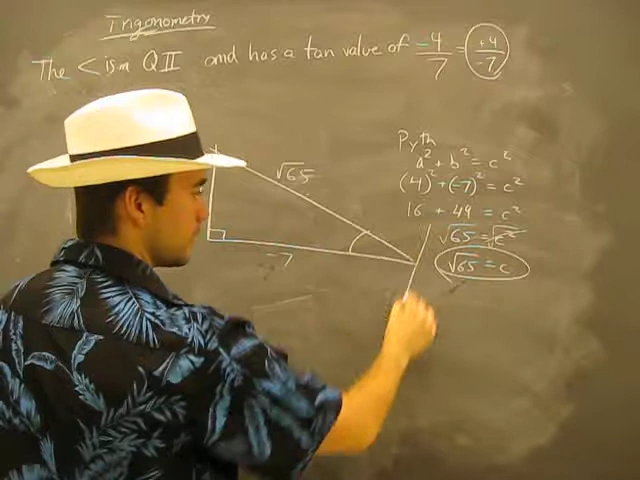 Trigonometry
The < is in QII and has a tan value of -4/7 = +4/-7
Pyth
a² + b² = c²
(4)² + (-7)² = c²
16 + 49 = c²
√65 = √c²
√65 = c
√65
-7